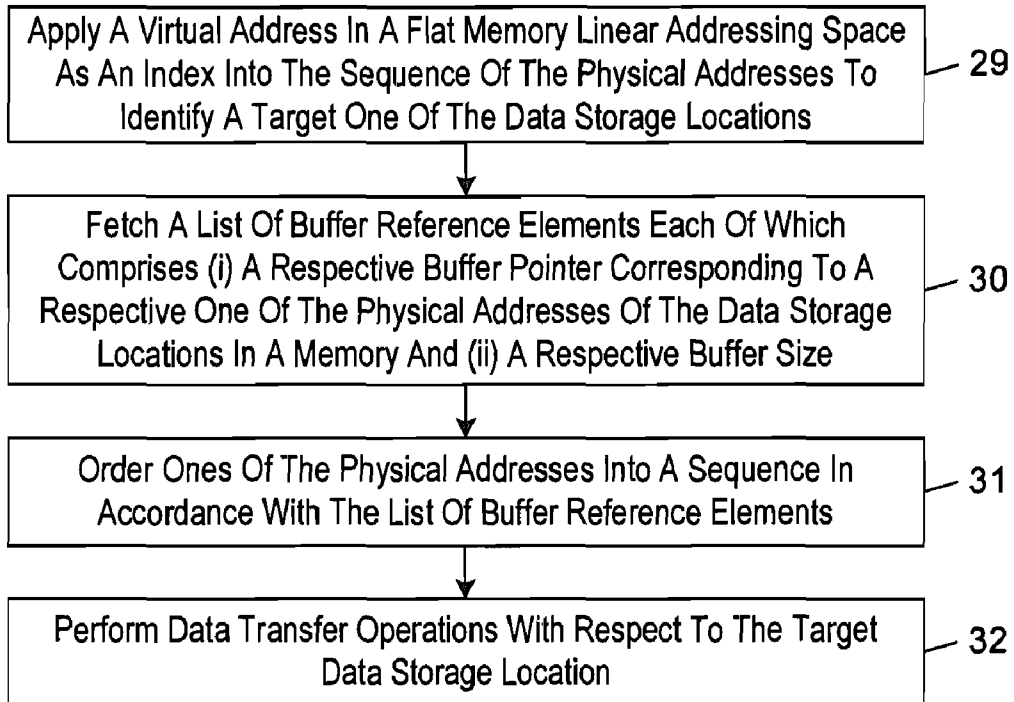 Apply A Virtual Address In A Flat Memory Linear Addressing Space
As An Index Into The Sequence Of The Physical Addresses To
Identify A Target One Of The Data Storage Locations
29
Fetch A List Of Buffer Reference Elements Each Of Which
Comprises (i) A Respective Buffer Pointer Corresponding To A
Respective One Of The Physical Addresses Of The Data Storage
Locations In A Memory And (ii) A Respective Buffer Size
30
Order Ones Of The Physical Addresses Into A Sequence In
Accordance With The List Of Buffer Reference Elements
31
Perform Data Transfer Operations With Respect To The Target
Data Storage Location
32